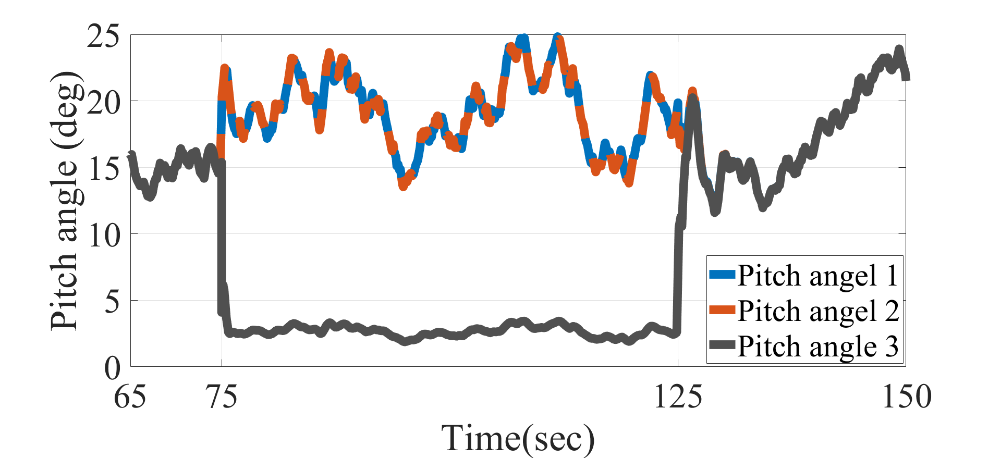 Pitch angle (deg)
25
20
15
10
5
0
Pitch angel 1
Pitch angel 2
Pitch angle 3
65
75
125
150
Time(sec)